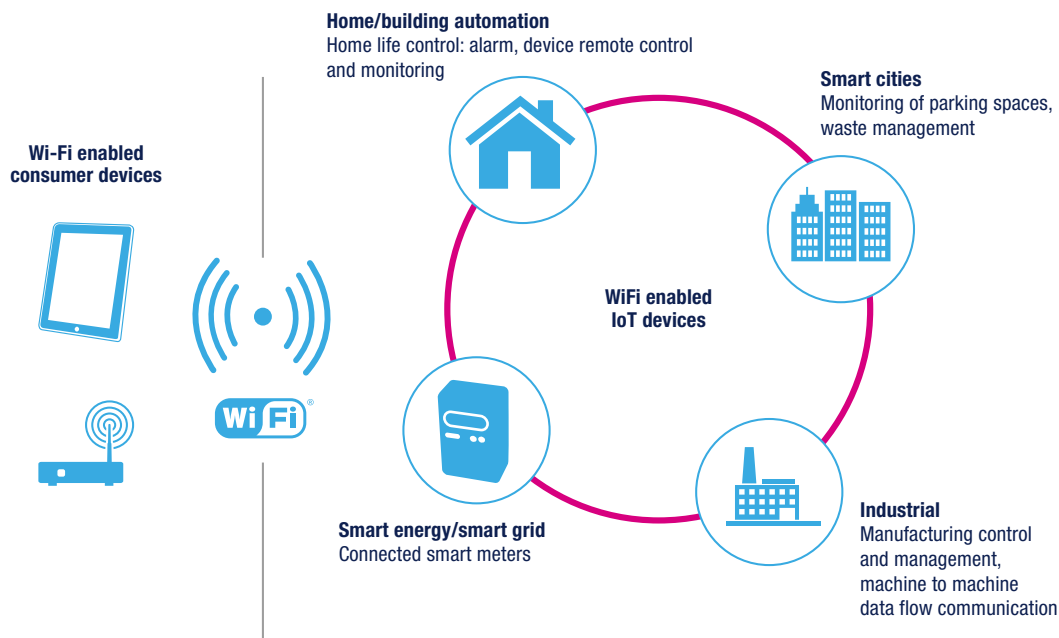 Home/building automation
Home life control: alarm, device remote control
and monitoring
Smart cities
Monitoring of parking spaces,
waste management
Wi-Fi enabled
consumer devices
WiFi enabled
IoT devices
Wi Fi®
Smart energy/smart grid
Connected smart meters
Industrial
Manufacturing control
and management,
machine to machine
data flow communication